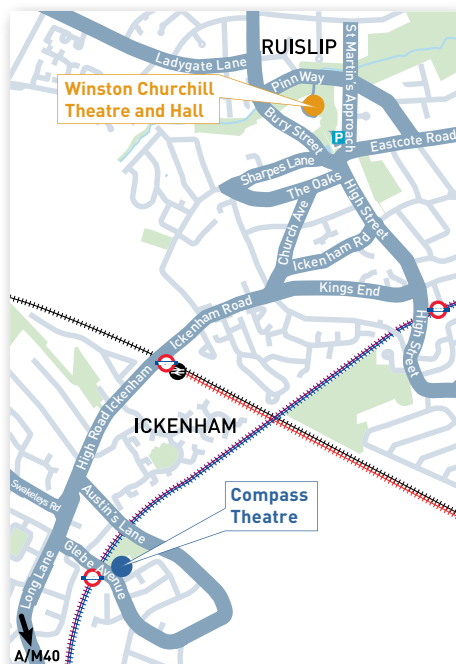 RUISLIP
St Martin's Approach
Ladygate Lane
Pinn Way
Winston Churchill
Theatre and Hall
Bury Street
P
Eastcote Road
Sharpes Lane
The Oaks
High Street
Church Ave
Ickenham Rd
Kings End
Ickenham Road
High Street
High Road Ickenham
ICKENHAM
Swakeleys Rd
Austin's Lane
Compass
Theatre
Glebe Avenue
Long Lane
A/M40